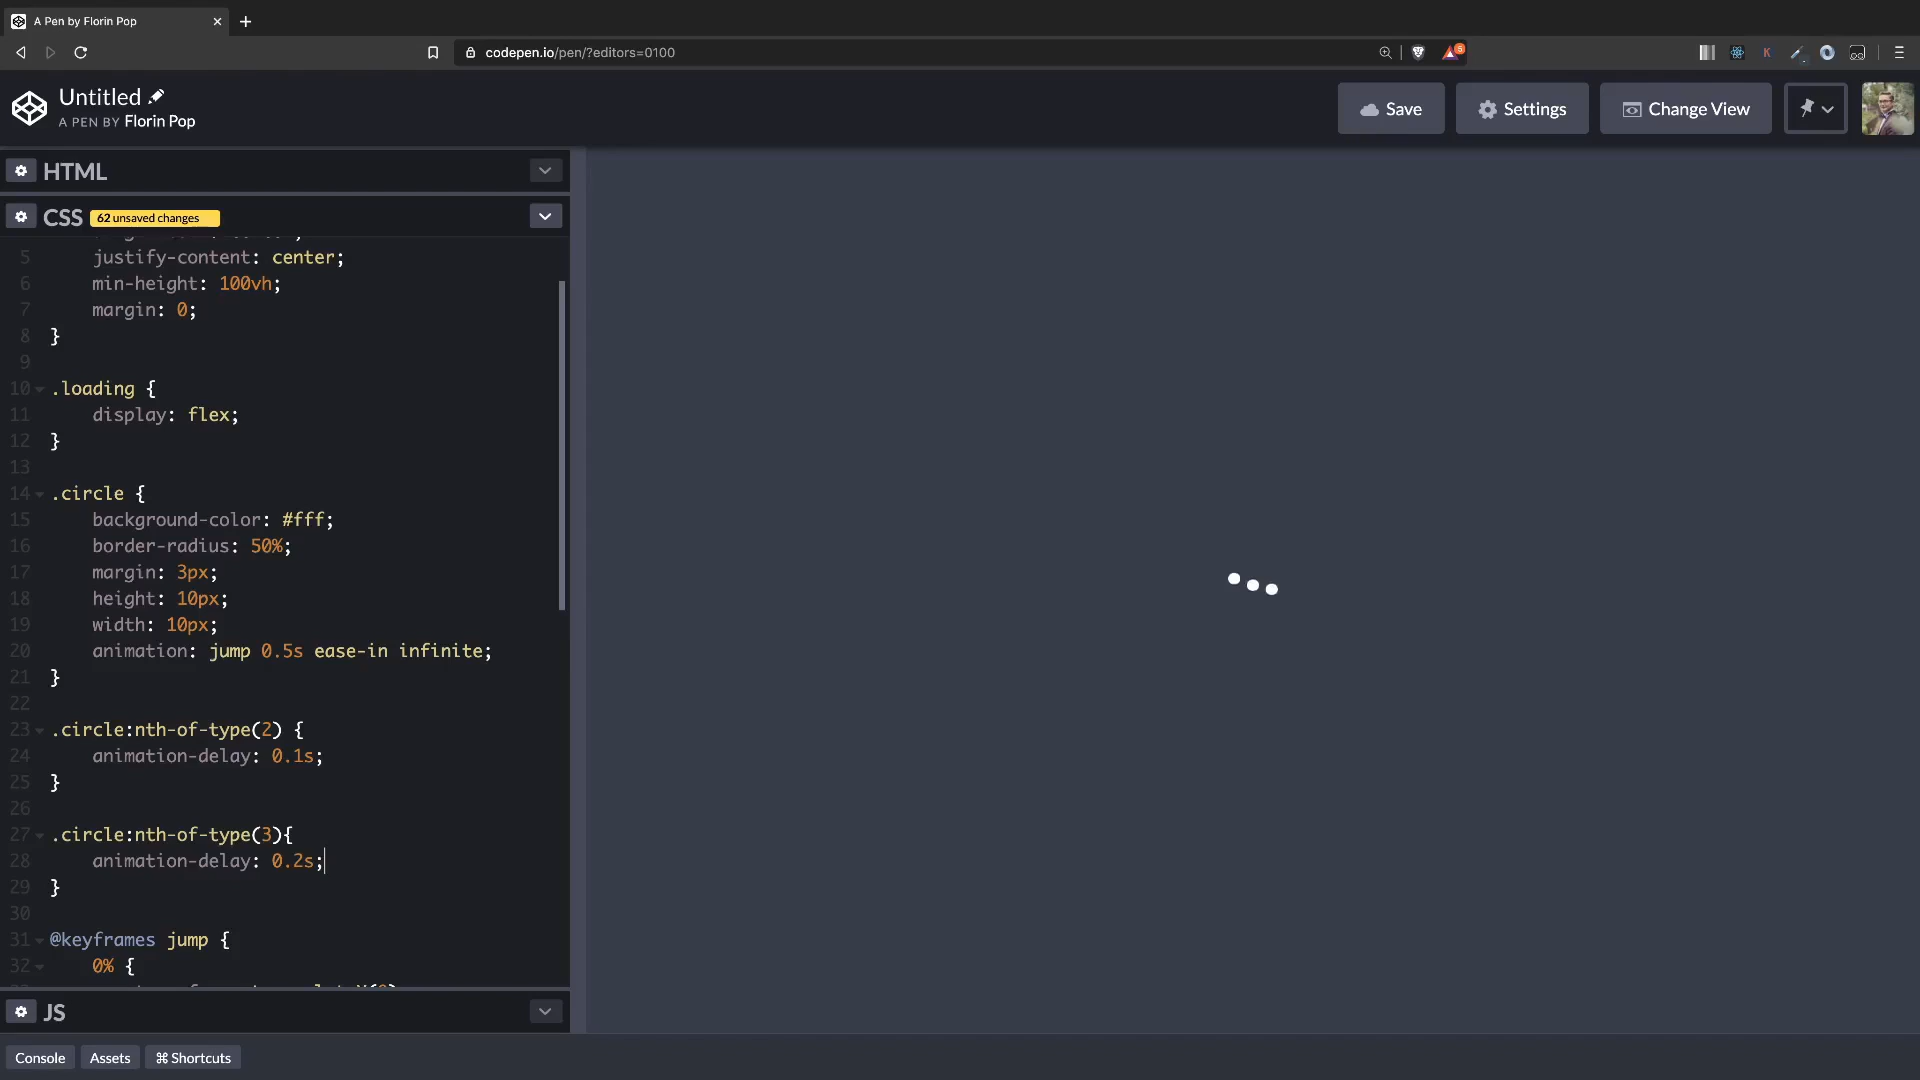 A Pen by Florin Pop
codepen.io/pen/?editors=0100
6
K
Untitled
A PEN BY Florin Pop
Save
Settings
Change View
HTML
CSS 62 unsaved changes
5 justify-content: center;
6 min-height: 100vh;
7 margin: 0;
8 }
9
10 .loading {
11 display: flex;
12 }
13
14 .circle {
15 background-color: #fff;
16 border-radius: 50%;
17 margin: 3px;
18 height: 10px;
19 width: 10px;
20 animation: jump 0.5s ease-in infinite;
21 }
22
23 .circle:nth-of-type(2) {
24 animation-delay: 0.1s;
25 }
26
27 .circle:nth-of-type(3){
28 animation-delay: 0.2s;
29 }
30
31 @keyframes jump {
32 0% {
JS
Console Assets ⌘ Shortcuts